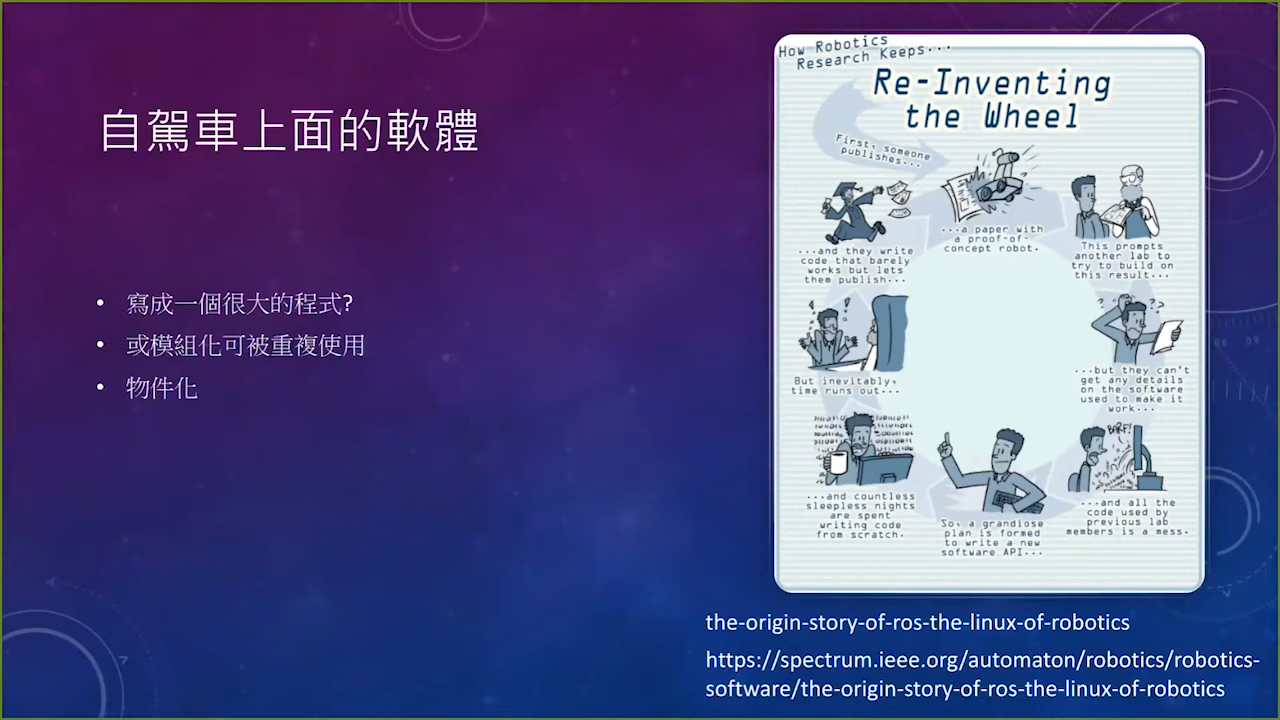 自駕車上面的軟體
• 寫成一個很大的程式?
• 或模組化可被重複使用
• 物件化
How Robotics
Research Keeps...
Re-Inventing
the Wheel
First, someone
publishes...
...a paper with
a proof-of-
concept robot.
This prompts
another lab to
try to build on
this result...
...but they can't
get any details
on the software
used to make it
work...
BARF!
...and all the
code used by
previous lab
members is a mess.
So, a grandiose
plan is formed
to write a new
software API...
...and countless
sleepless nights
are spent
writing code
from scratch.
But inevitably,
time runs out...
...and they write
code that barely
works but lets
them publish...
the-origin-story-of-ros-the-linux-of-robotics
https://spectrum.ieee.org/automaton/robotics/robotics-
software/the-origin-story-of-ros-the-linux-of-robotics